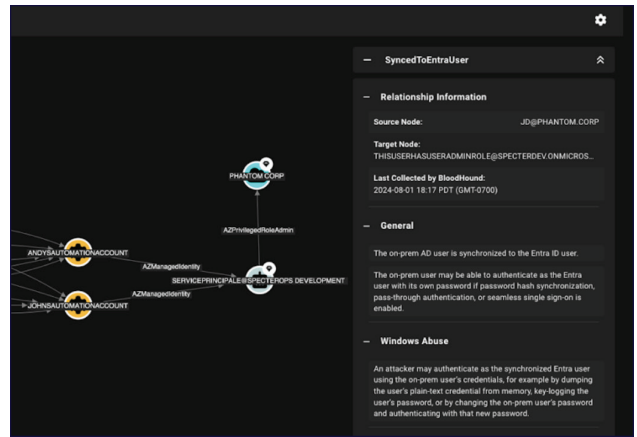 SyncedToEntraUser
Relationship Information
Source Node: JD@PHANTOM.CORP
Target Node:
THISUSERHASUSERADMINROLE@SPECTERDEV.ONMICROS...
Last Collected by BloodHound:
2024-08-01 18:17 PDT (GMT-0700)
General
The on-prem AD user is synchronized to the Entra ID user.
The on-prem user may be able to authenticate as the Entra
user with its own password if password hash synchronization,
pass-through authentication, or seamless single sign-on is
enabled.
Windows Abuse
An attacker may authenticate as the synchronized Entra user
using the on-prem user's credentials, for example by dumping
the user's plain-text credential from memory, key-logging the
user's password, or by changing the on-prem user's password
and authenticating with that new password.
PHANTOM CORP
AZPrivilegedRoleAdmin
ANDYSAUTOMATIONACCOUNT
AZManagedIdentity
SERVICEPRINCIPALE@SPECTEROPS DEVELOPMENT
AZManagedIdentity
JOHNSAUTOMATIONACCOUNT